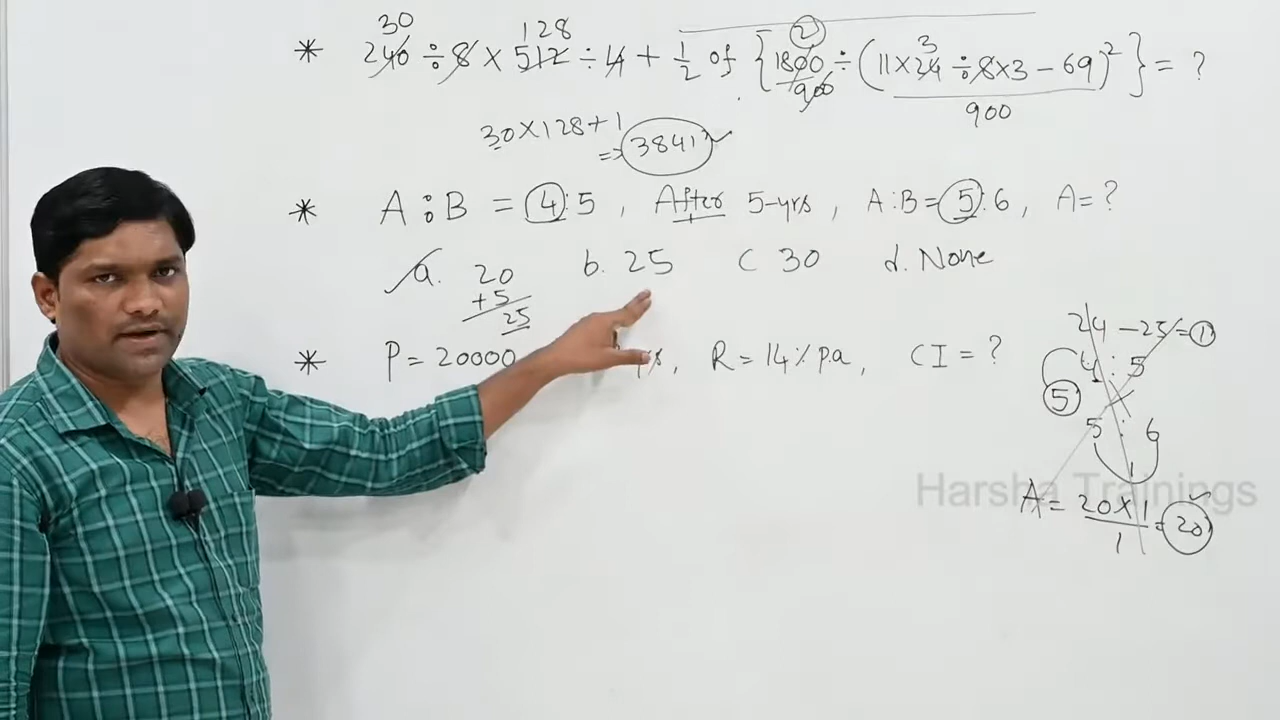 30 128
* 240 ÷ 8 × 512 ÷ 4 + 1/2 of { 1800 ÷ (11 × 24 ÷ 8 × 3 − 69)² } = ?
2 3
900 900
30 × 128 + 1
=> 3841
* A : B = 4 : 5 , After 5-yrs , A : B = 5 : 6 , A = ?
a. 20 b. 25 c 30 d. None
+5
25
* P = 20000 , R = 14% pa , CI = ?
24 − 25 = 1
4 : 5
5
5 : 6
1
Harsha Trainings
A = 20 × 1 / 1 = 20